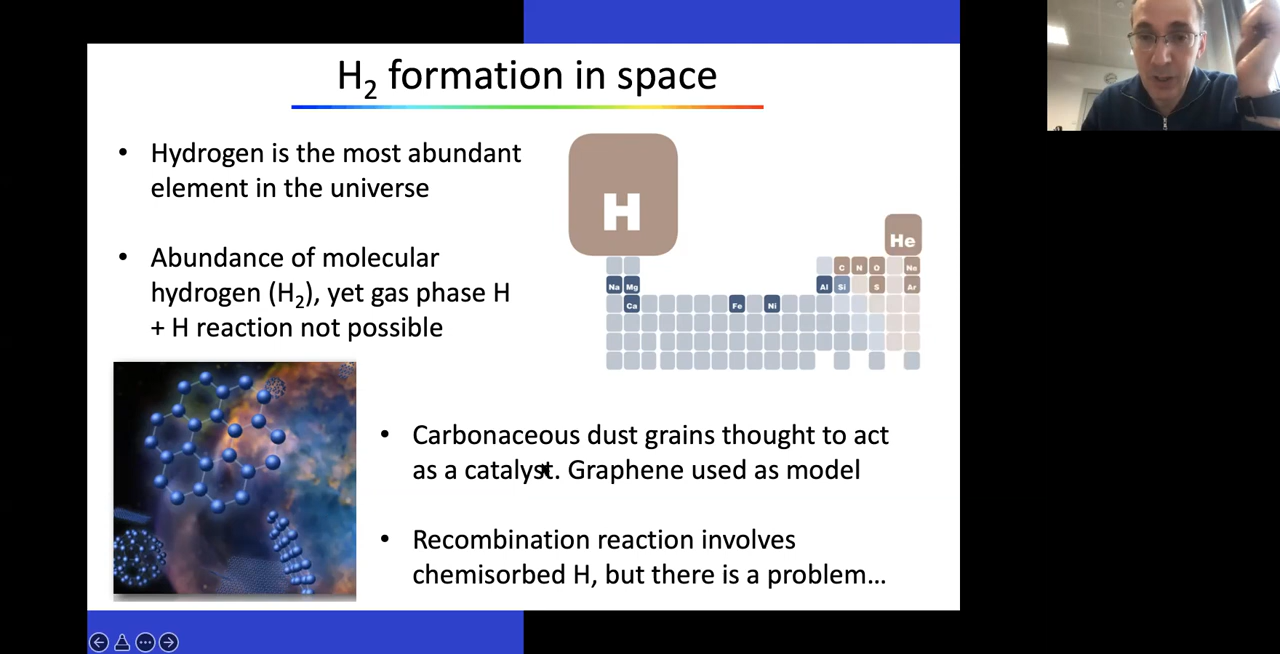 H₂ formation in space
• Hydrogen is the most abundant
element in the universe
• Abundance of molecular
hydrogen (H₂), yet gas phase H
+ H reaction not possible
H
He
C N O Ne
Na Mg Al Si S Ar
Ca Fe Ni
• Carbonaceous dust grains thought to act
as a catalyst. Graphene used as model
• Recombination reaction involves
chemisorbed H, but there is a problem...